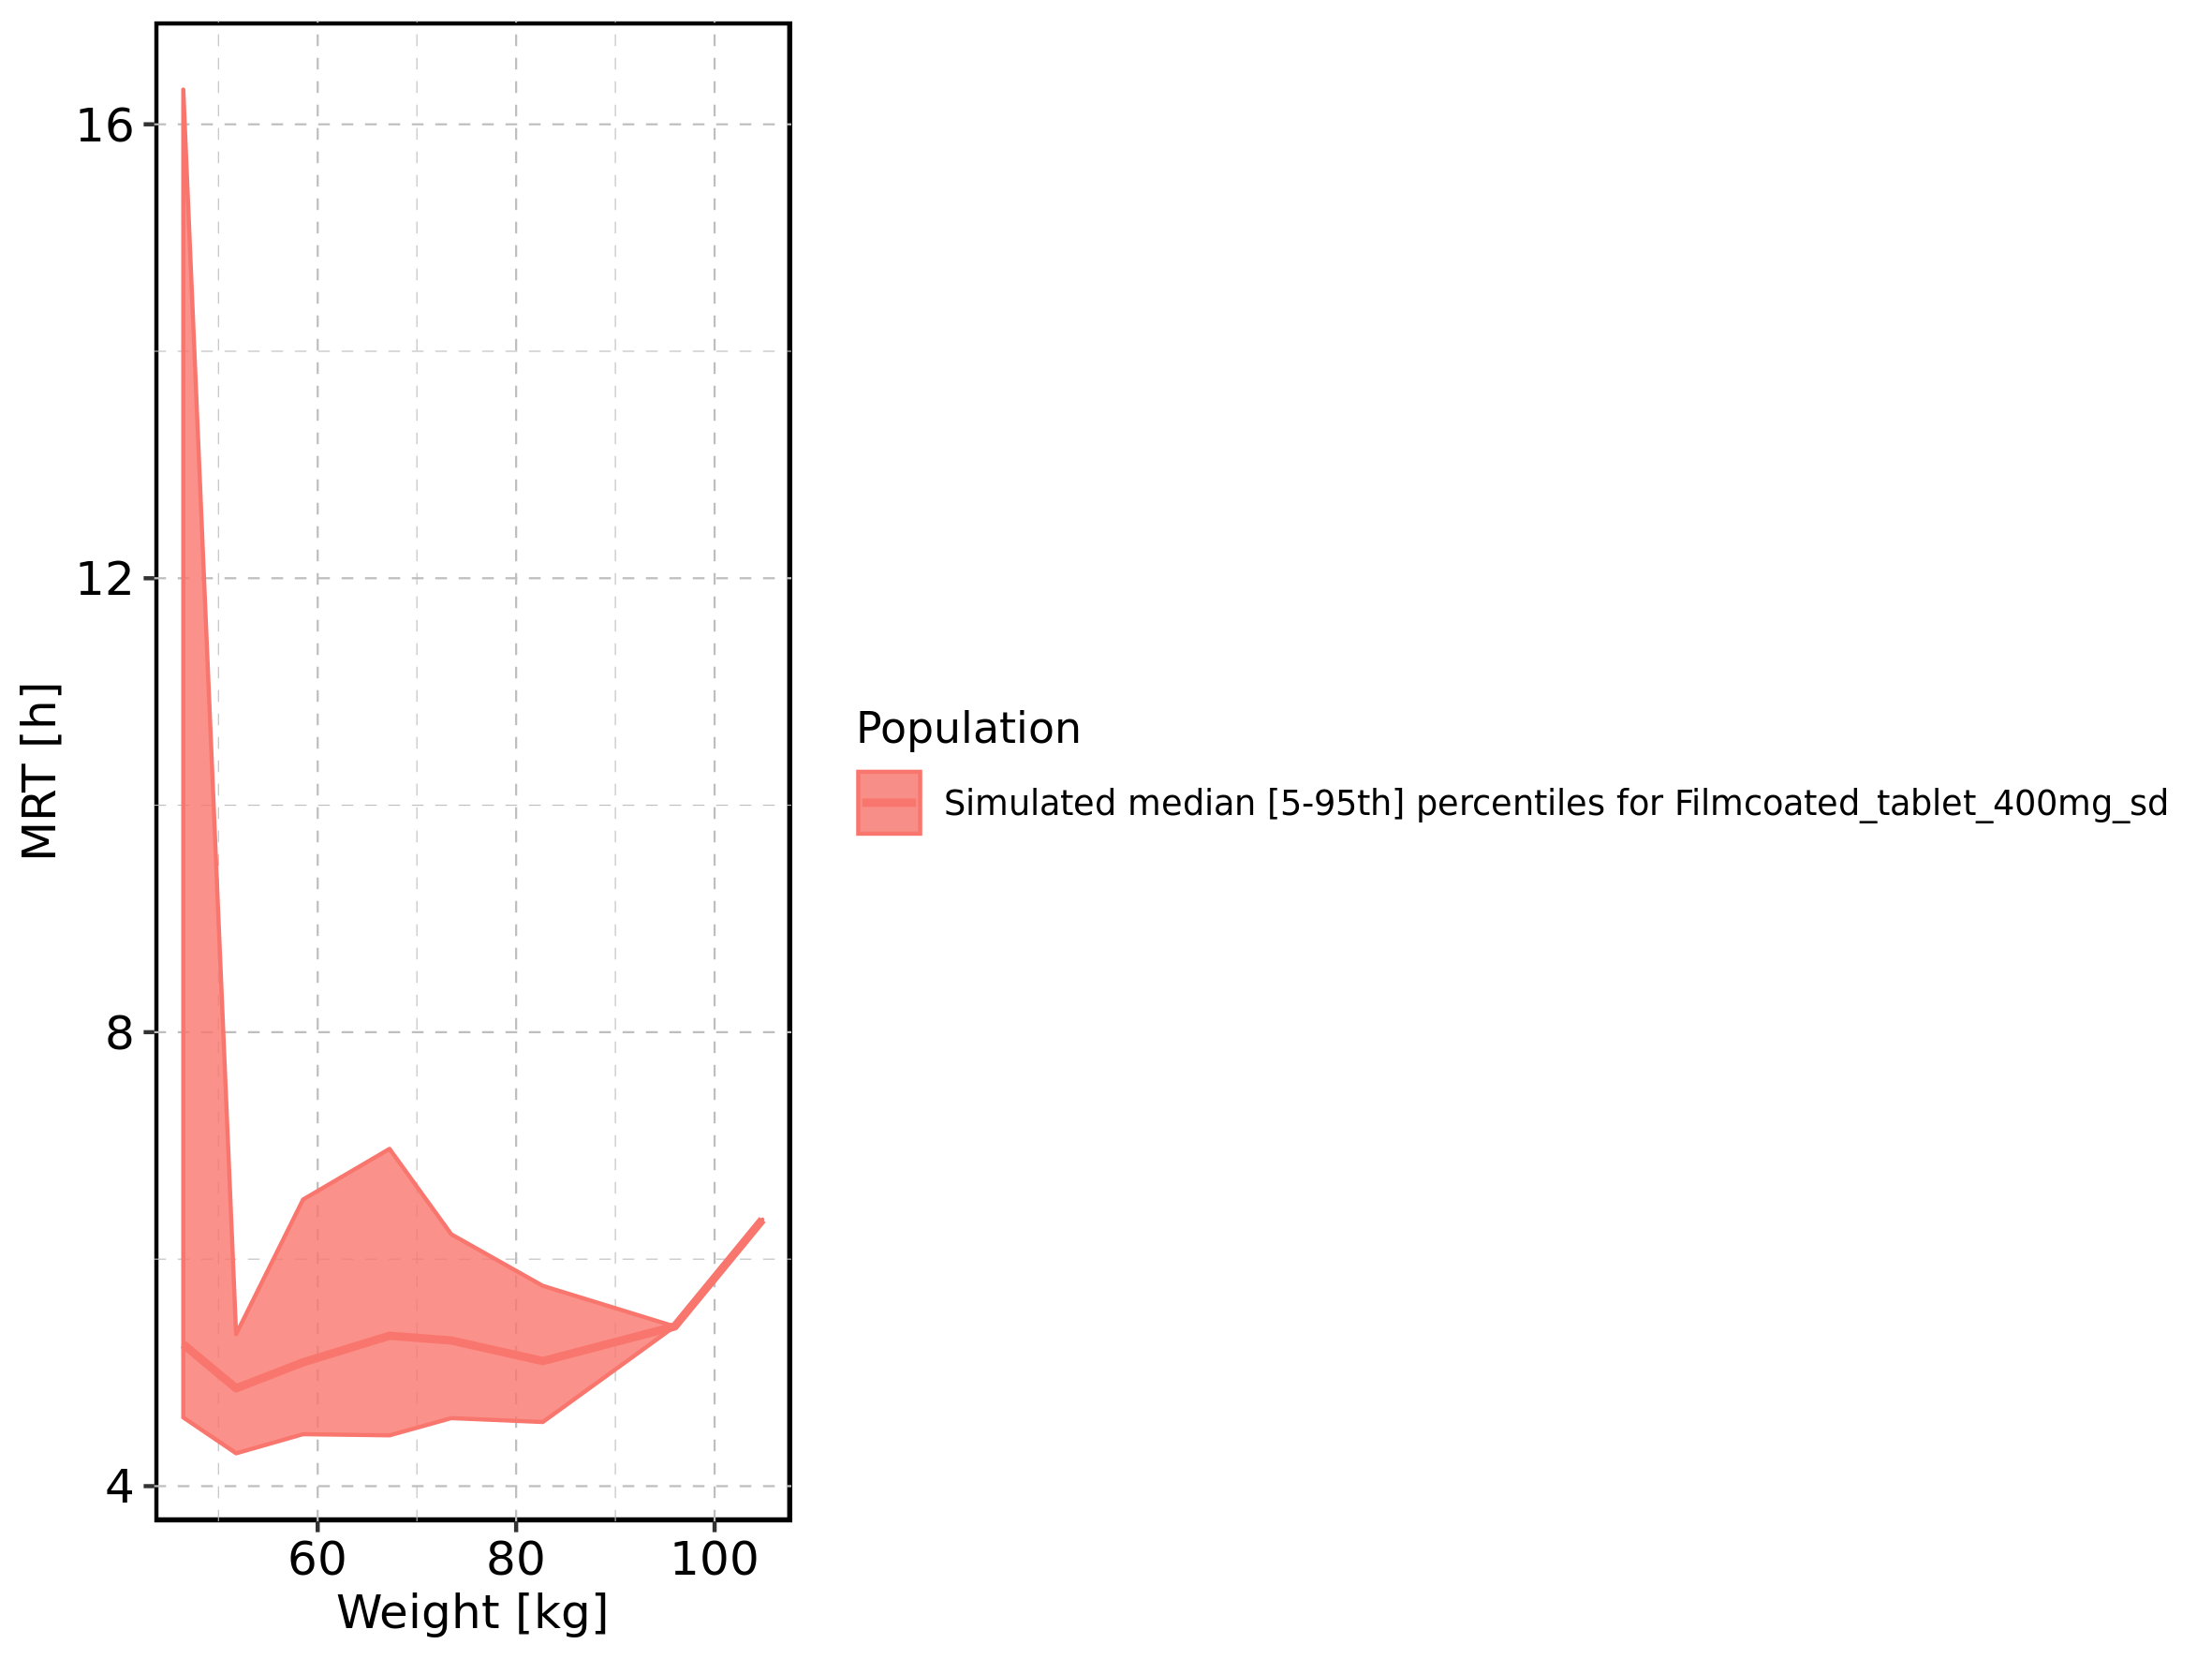 16
12
8
4
MRT [h]
60 80 100
Weight [kg]
Population
Simulated median [5-95th] percentiles for Filmcoated_tablet_400mg_sd